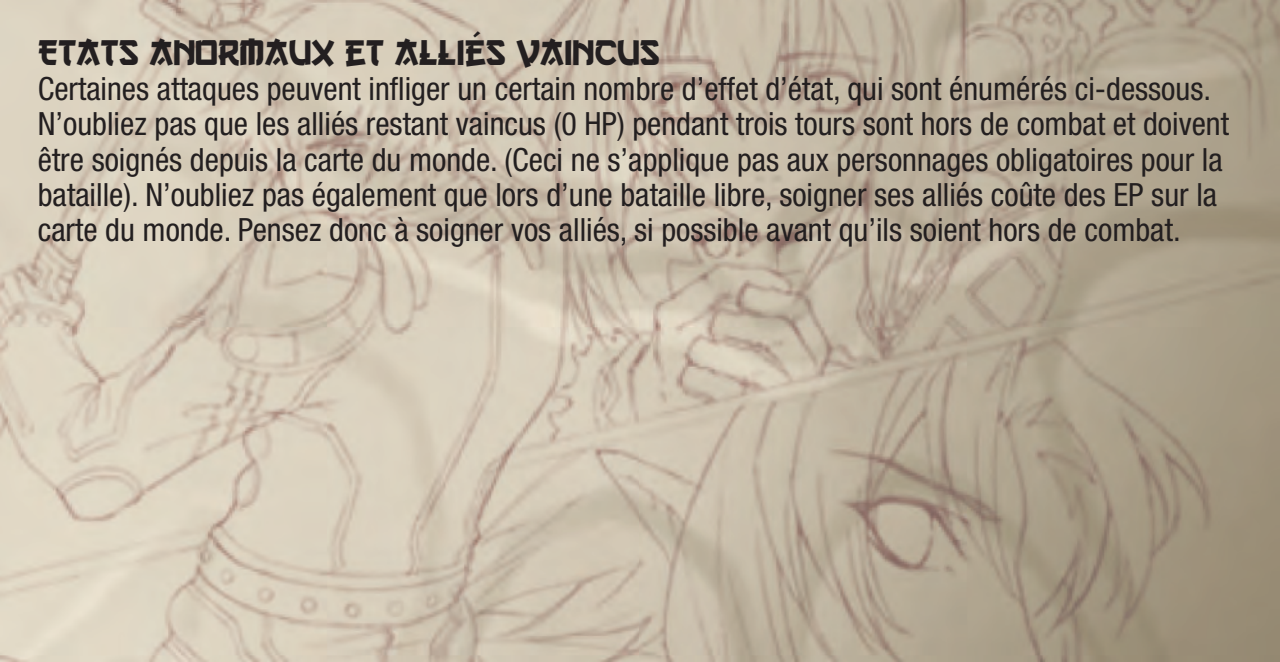 ETATS ANORMAUX ET ALLIÉS VAINCUS
Certaines attaques peuvent infliger un certain nombre d’effet d’état, qui sont énumérés ci-dessous.
N’oubliez pas que les alliés restant vaincus (0 HP) pendant trois tours sont hors de combat et doivent
être soignés depuis la carte du monde. (Ceci ne s’applique pas aux personnages obligatoires pour la
bataille). N’oubliez pas également que lors d’une bataille libre, soigner ses alliés coûte des EP sur la
carte du monde. Pensez donc à soigner vos alliés, si possible avant qu’ils soient hors de combat.